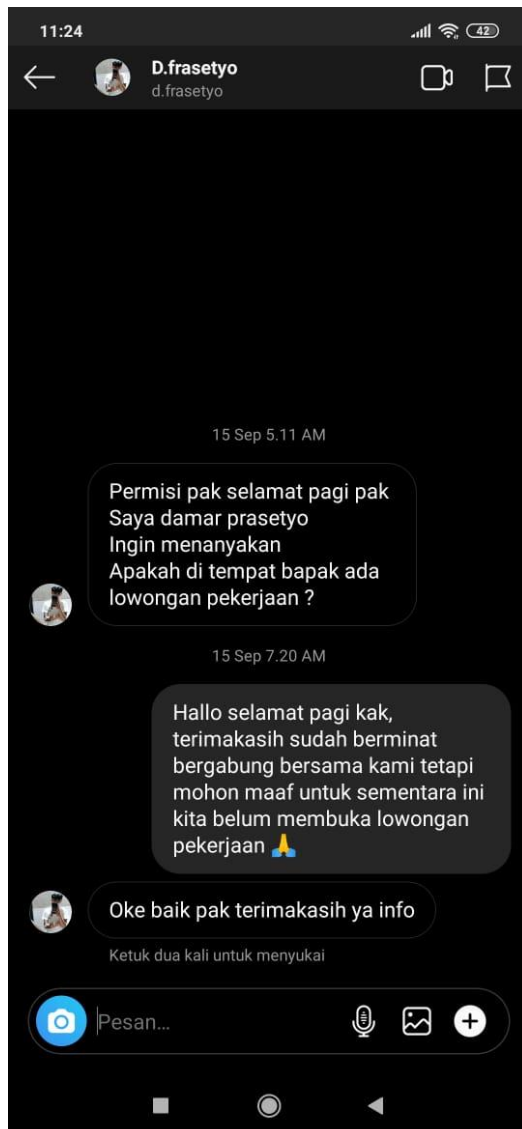 11:24
42
D.frasetyo
d.frasetyo
15 Sep 5.11 AM
Permisi pak selamat pagi pak
Saya damar prasetyo
Ingin menanyakan
Apakah di tempat bapak ada
lowongan pekerjaan ?
15 Sep 7.20 AM
Hallo selamat pagi kak,
terimakasih sudah berminat
bergabung bersama kami tetapi
mohon maaf untuk sementara ini
kita belum membuka lowongan
pekerjaan 🙏
Oke baik pak terimakasih ya info
Ketuk dua kali untuk menyukai
Pesan...